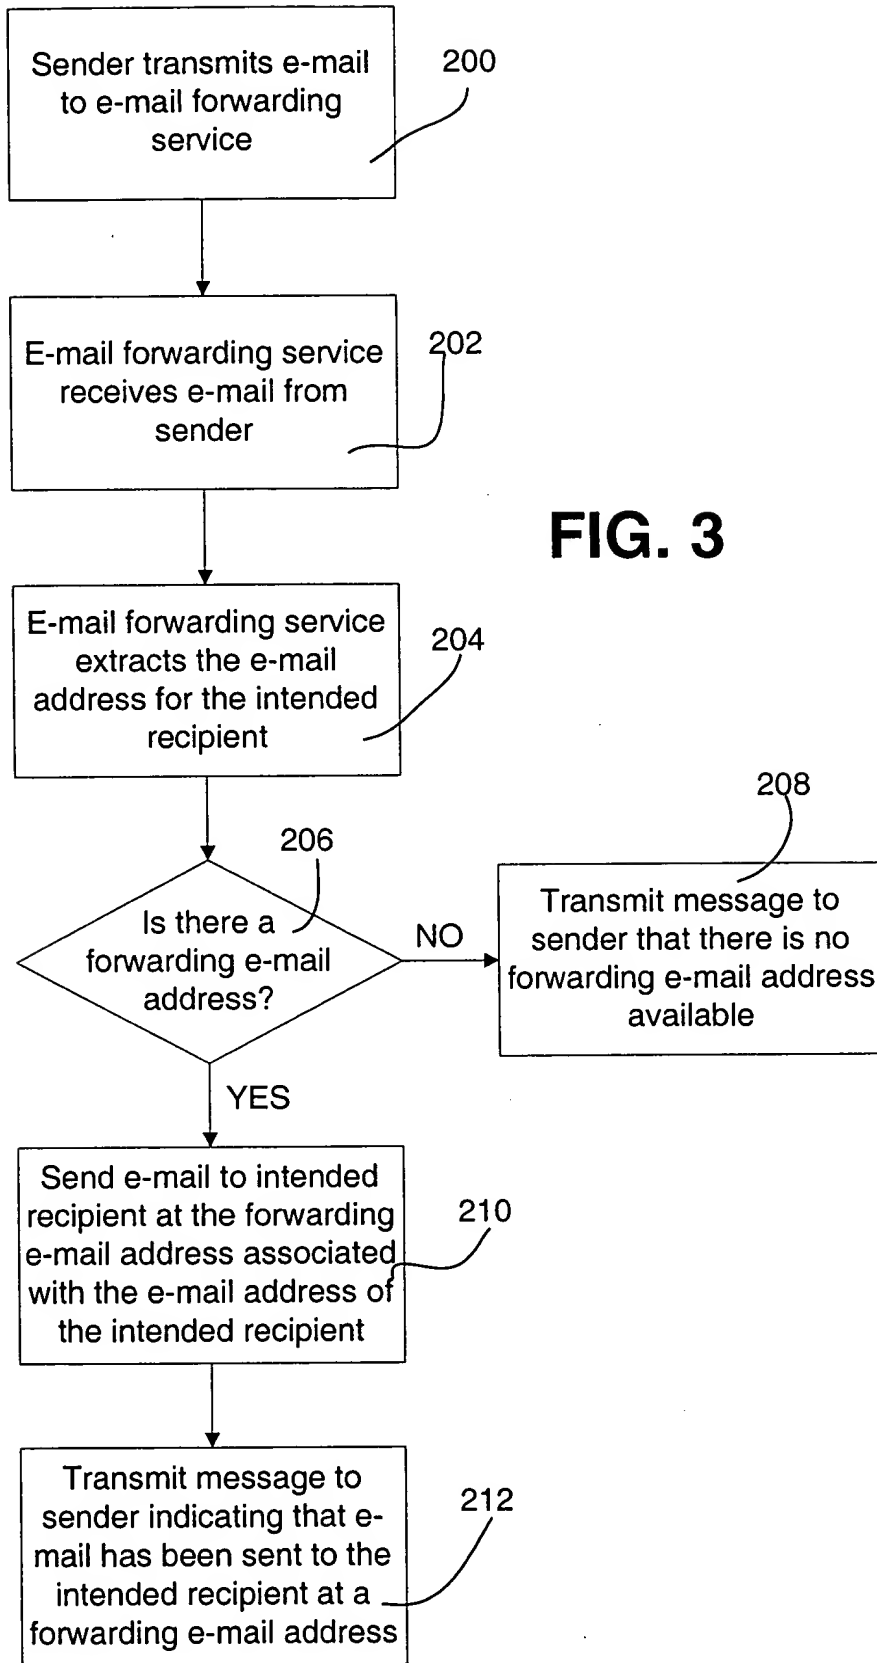 Sender transmits e-mail
to e-mail forwarding
service
200
E-mail forwarding service
receives e-mail from
sender
202
FIG. 3
E-mail forwarding service
extracts the e-mail
address for the intended
recipient
204
206
Is there a
forwarding e-mail
address?
NO
208
Transmit message to
sender that there is no
forwarding e-mail address
available
YES
Send e-mail to intended
recipient at the forwarding
e-mail address associated
with the e-mail address of
the intended recipient
210
Transmit message to
sender indicating that e-
mail has been sent to the
intended recipient at a
forwarding e-mail address
212